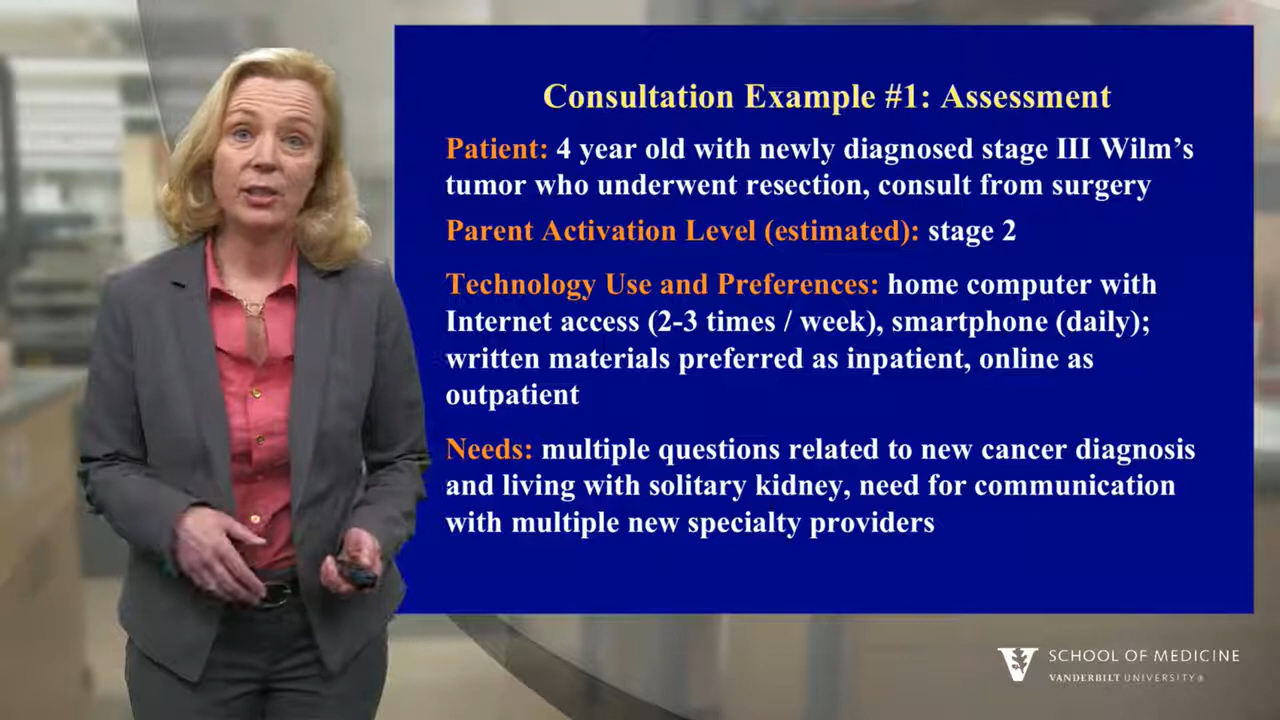 Consultation Example #1: Assessment
Patient: 4 year old with newly diagnosed stage III Wilm's
tumor who underwent resection, consult from surgery
Parent Activation Level (estimated): stage 2
Technology Use and Preferences: home computer with
Internet access (2-3 times / week), smartphone (daily);
written materials preferred as inpatient, online as
outpatient
Needs: multiple questions related to new cancer diagnosis
and living with solitary kidney, need for communication
with multiple new specialty providers
V SCHOOL OF MEDICINE
VANDERBILT UNIVERSITY®